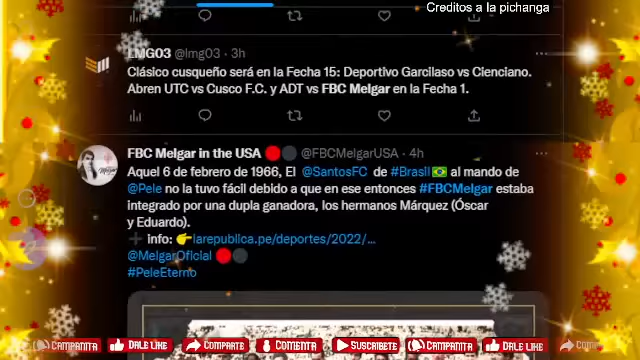 Creditos a la pichanga
LMG03 @lmg03 · 3h
Clásico cusqueño será en la Fecha 15: Deportivo Garcilaso vs Cienciano.
Abren UTC vs Cusco F.C. y ADT vs FBC Melgar en la Fecha 1.
FBC Melgar in the USA 🔴⚫ @FBCMelgarUSA · 4h
Aquel 6 de febrero de 1966, El @SantosFC de #Brasil🇧🇷 al mando de
@Pele no la tuvo fácil debido a que en ese entonces #FBCMelgar estaba
integrado por una dupla ganadora, los hermanos Márquez (Óscar
y Eduardo).
➕ info: 👉larepublica.pe/deportes/2022/...
@MelgarOficial 🔴⚫
#PeleEterno
CAMPANITA DALE LIKE COMPARTE COMENTA SUSCRIBETE CAMPANITA DALE LIKE COMPA